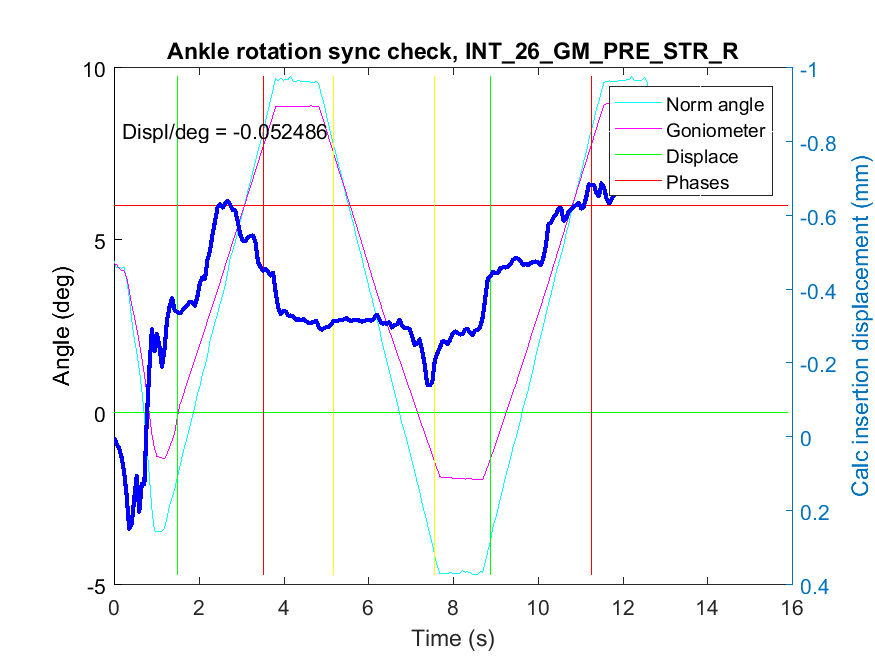 Ankle rotation sync check, INT_26_GM_PRE_STR_R
Displ/deg = -0.052486
Norm angle
Goniometer
Displace
Phases
10
5
0
-5
Angle (deg)
-1
-0.8
-0.6
-0.4
-0.2
0
0.2
0.4
Calc insertion displacement (mm)
0 2 4 6 8 10 12 14 16
Time (s)